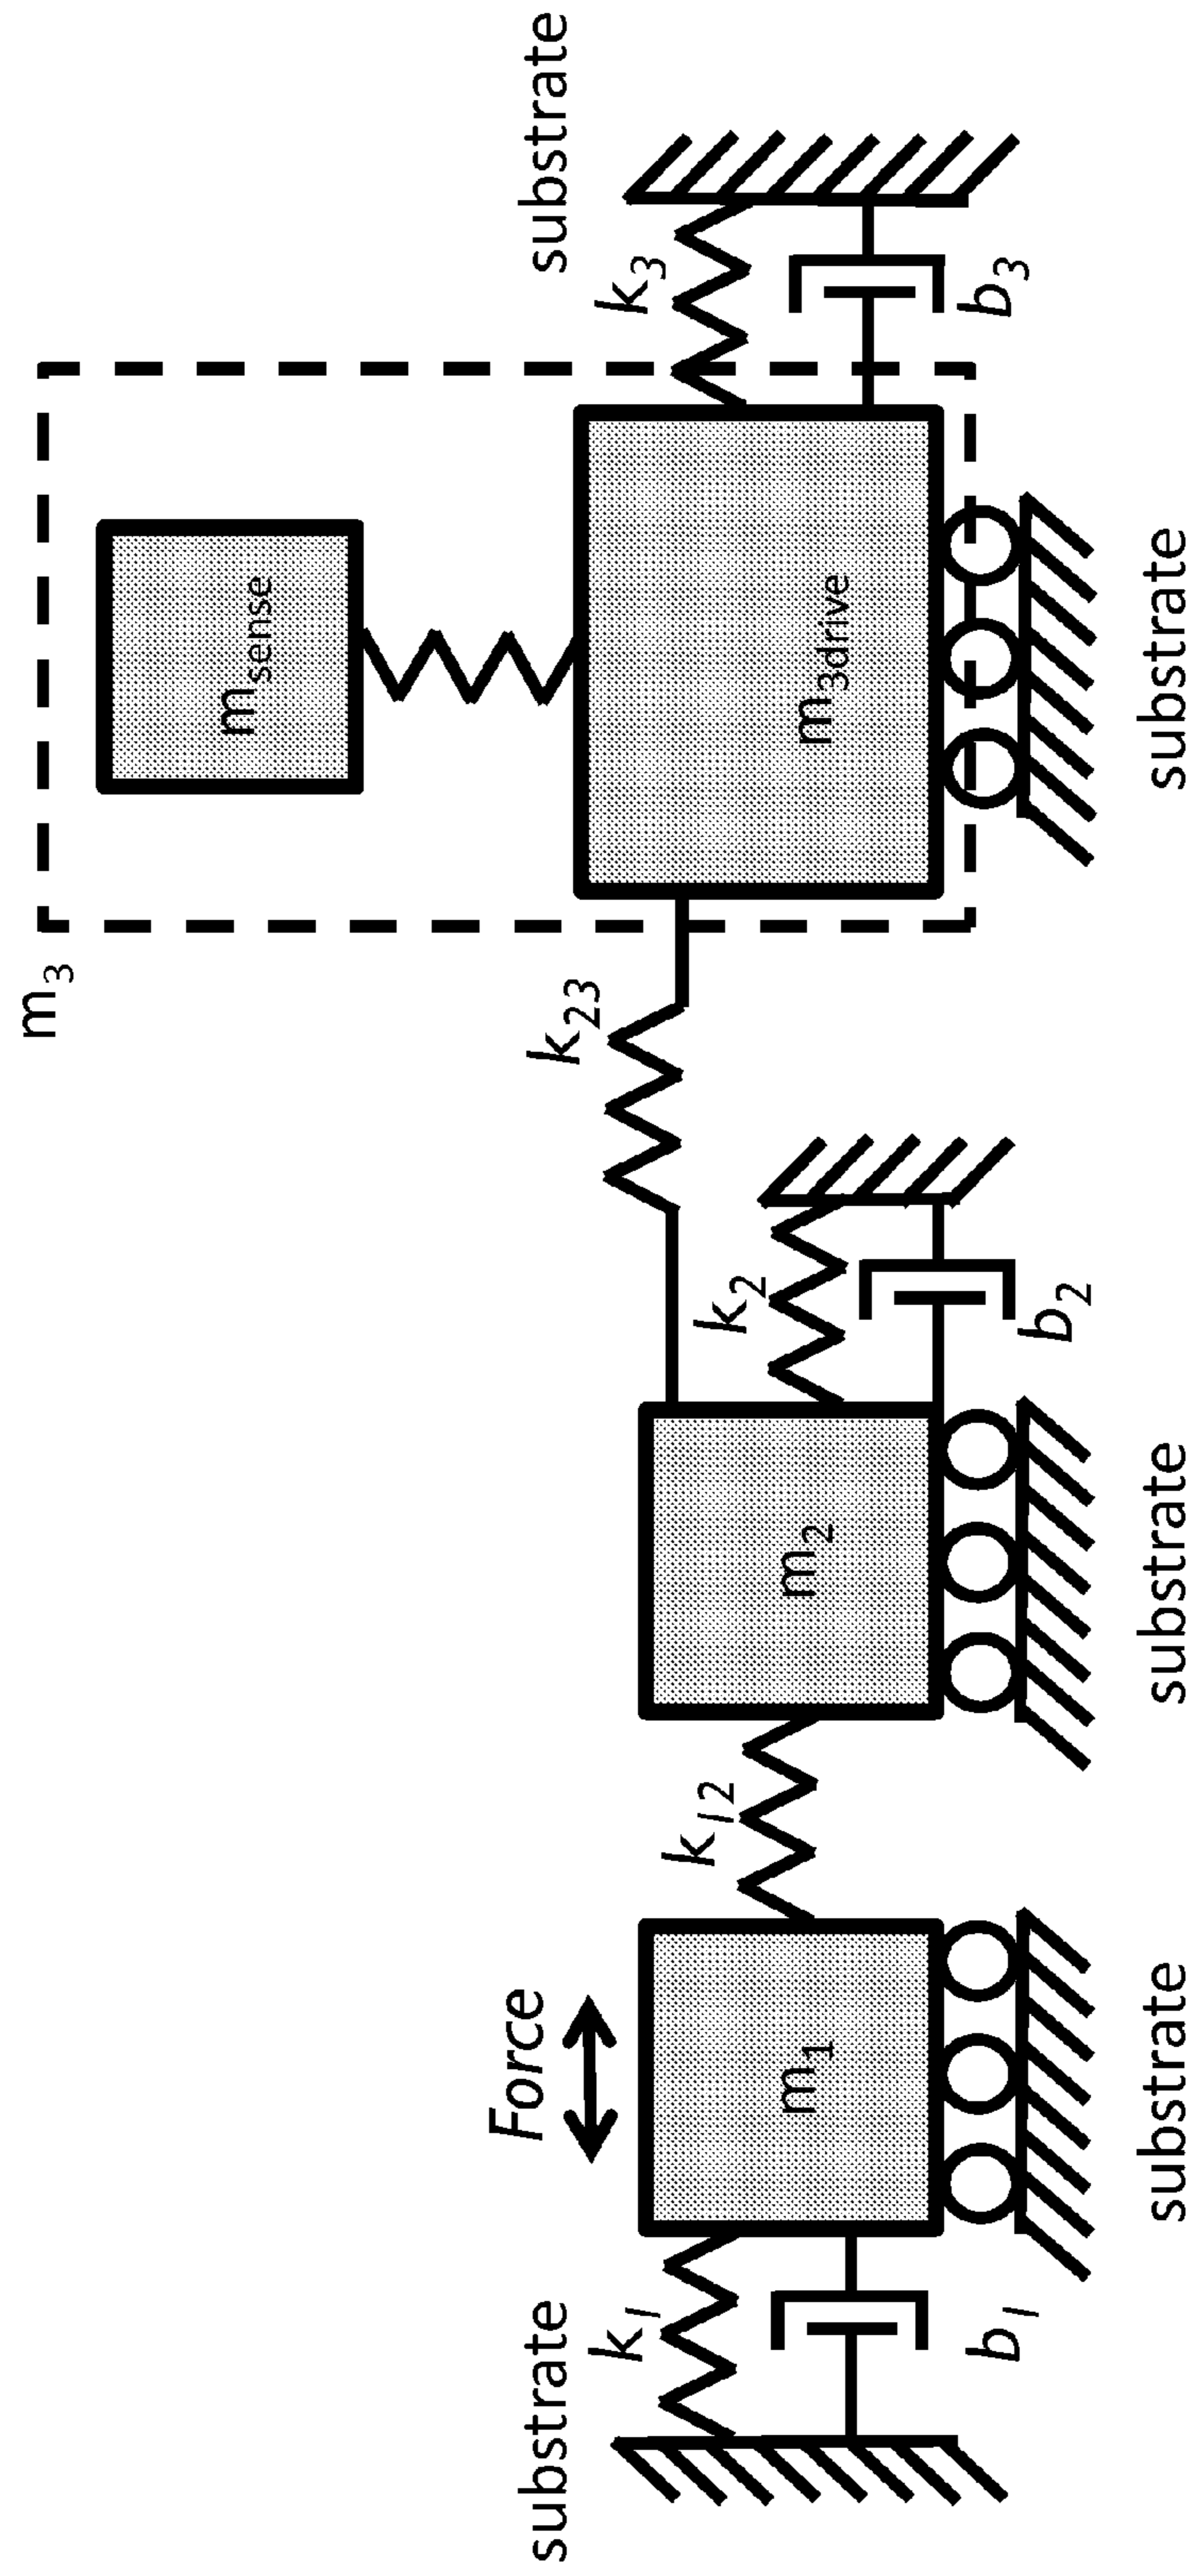 m3
substrate
msense
k23
k3
Force
substrate
k1
k12
k2
m1
m2
m3drive
b1
b2
b3
substrate
substrate
substrate